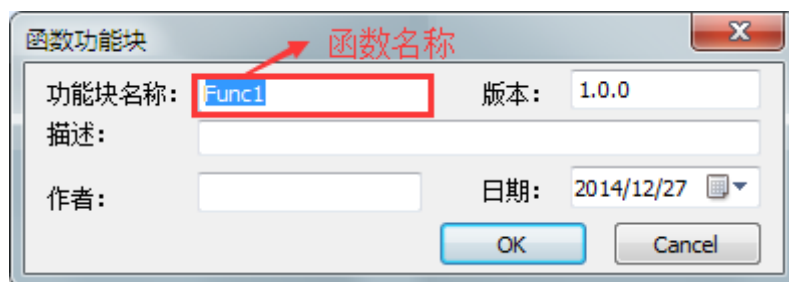 函数功能块
函数名称
功能块名称： Func1 版本： 1.0.0
描述：
作者： 日期： 2014/12/27
OK Cancel